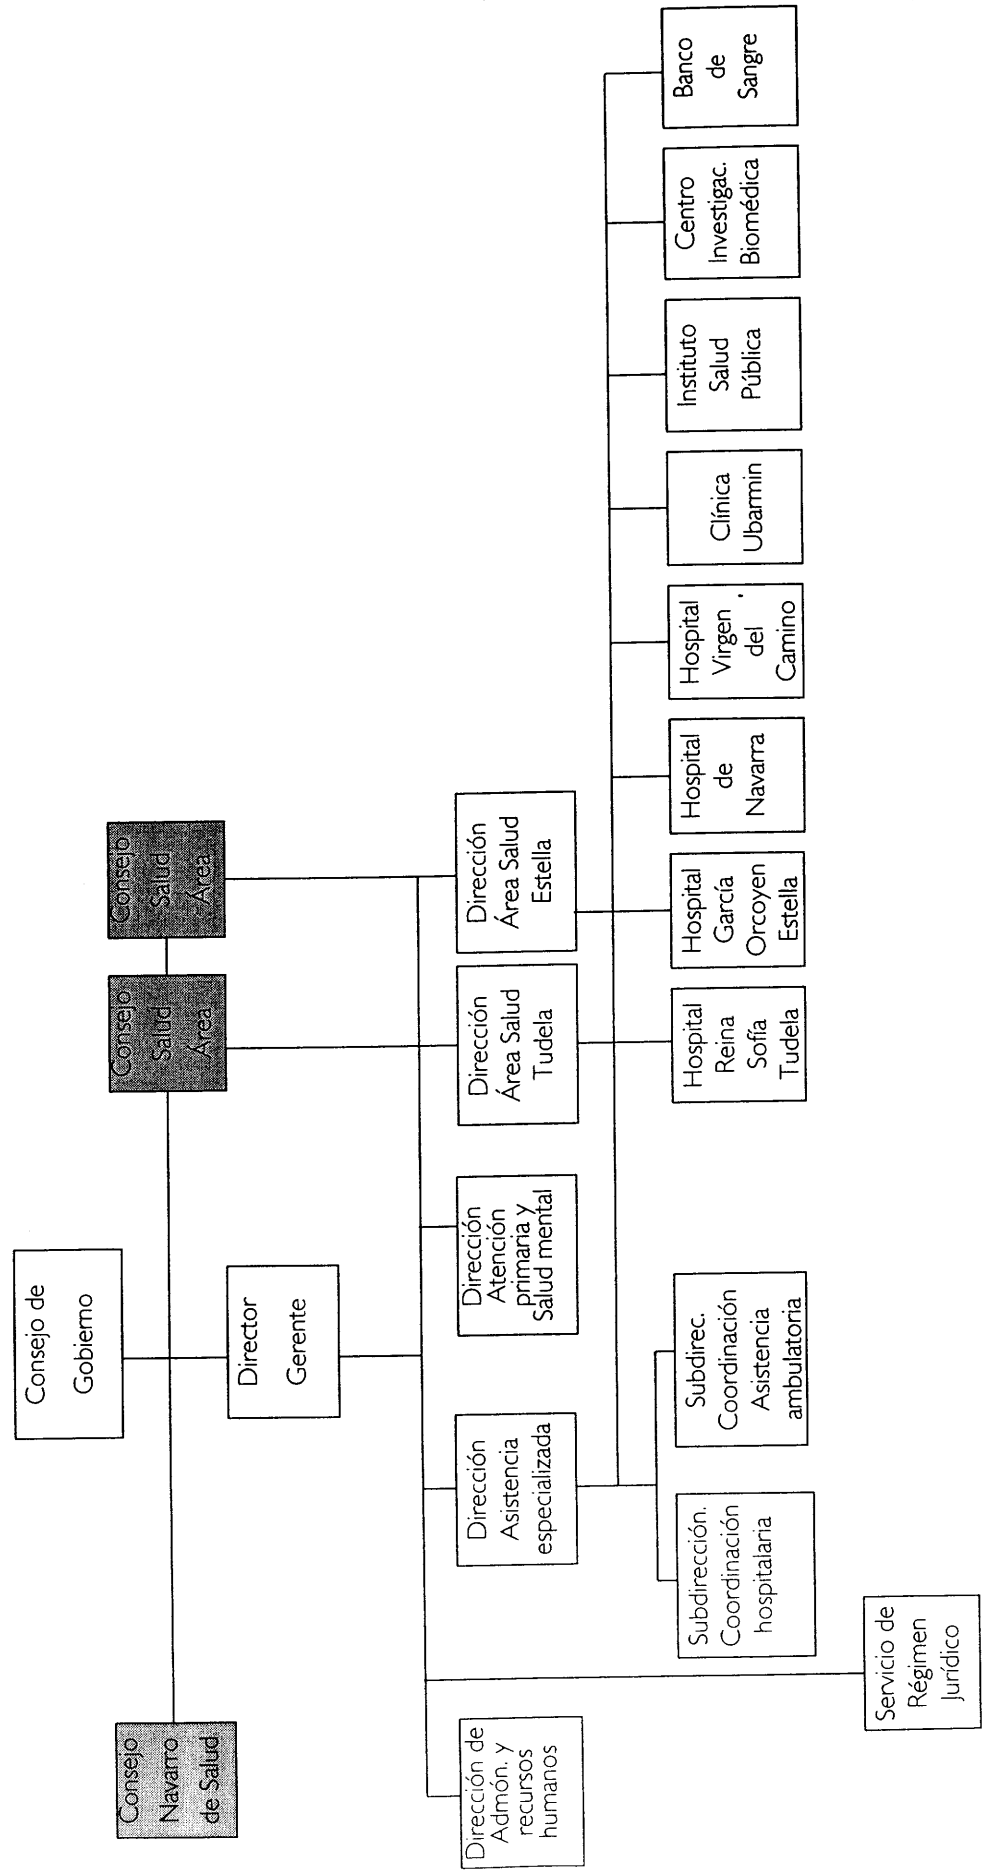 Consejo de
Gobierno
Consejo
Navarro
de Salud
Consejo
Salud
Área
Consejo
Salud
Área
Director
Gerente
Dirección de
Admón. y
recursos
humanos
Dirección
Asistencia
especializada
Dirección
Atención
primaria y
Salud mental
Dirección
Área Salud
Tudela
Dirección
Área Salud
Estella
Subdirección.
Coordinación
hospitalaria
Subdirec.
Coordinación
Asistencia
ambulatoria
Hospital
Reina
Sofía
Tudela
Hospital
García
Orcoyen
Estella
Hospital
de
Navarra
Hospital
Virgen
del
Camino
Clínica
Ubarmin
Instituto
Salud
Pública
Centro
Investigac.
Biomédica
Banco
de
Sangre
Servicio de
Régimen
Jurídico